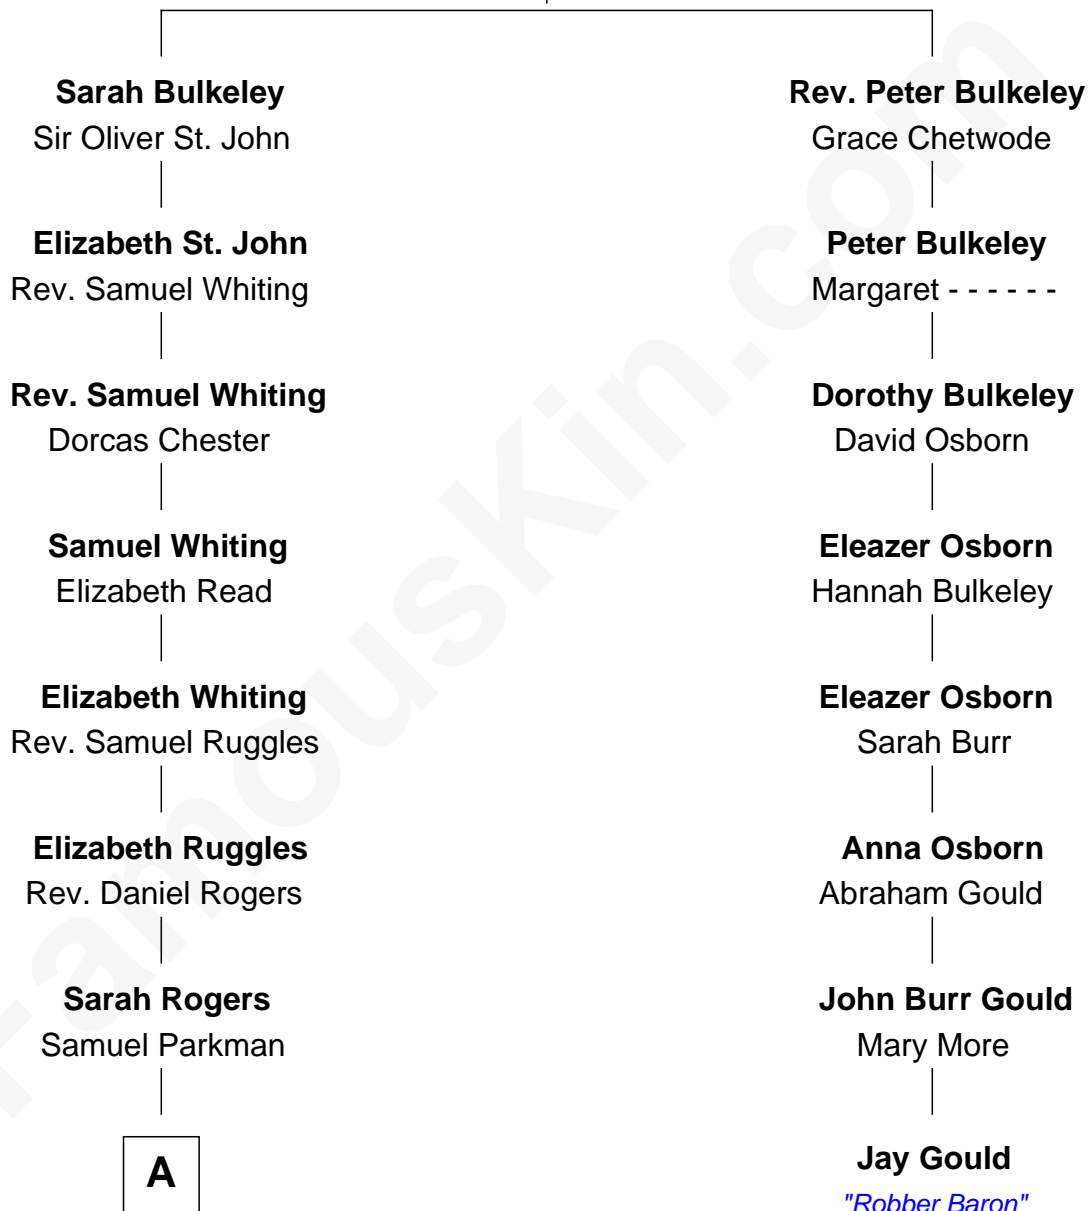 Sarah Bulkeley
Sir Oliver St. John
Elizabeth St. John
Rev. Samuel Whiting
Rev. Samuel Whiting
Dorcas Chester
Samuel Whiting
Elizabeth Read
Elizabeth Whiting
Rev. Samuel Ruggles
Elizabeth Ruggles
Rev. Daniel Rogers
Sarah Rogers
Samuel Parkman
A
Rev. Peter Bulkeley
Grace Chetwode
Peter Bulkeley
Margaret - - - - - -
Dorothy Bulkeley
David Osborn
Eleazer Osborn
Hannah Bulkeley
Eleazer Osborn
Sarah Burr
Anna Osborn
Abraham Gould
John Burr Gould
Mary More
Jay Gould
"Robber Baron"
FamousKin.com